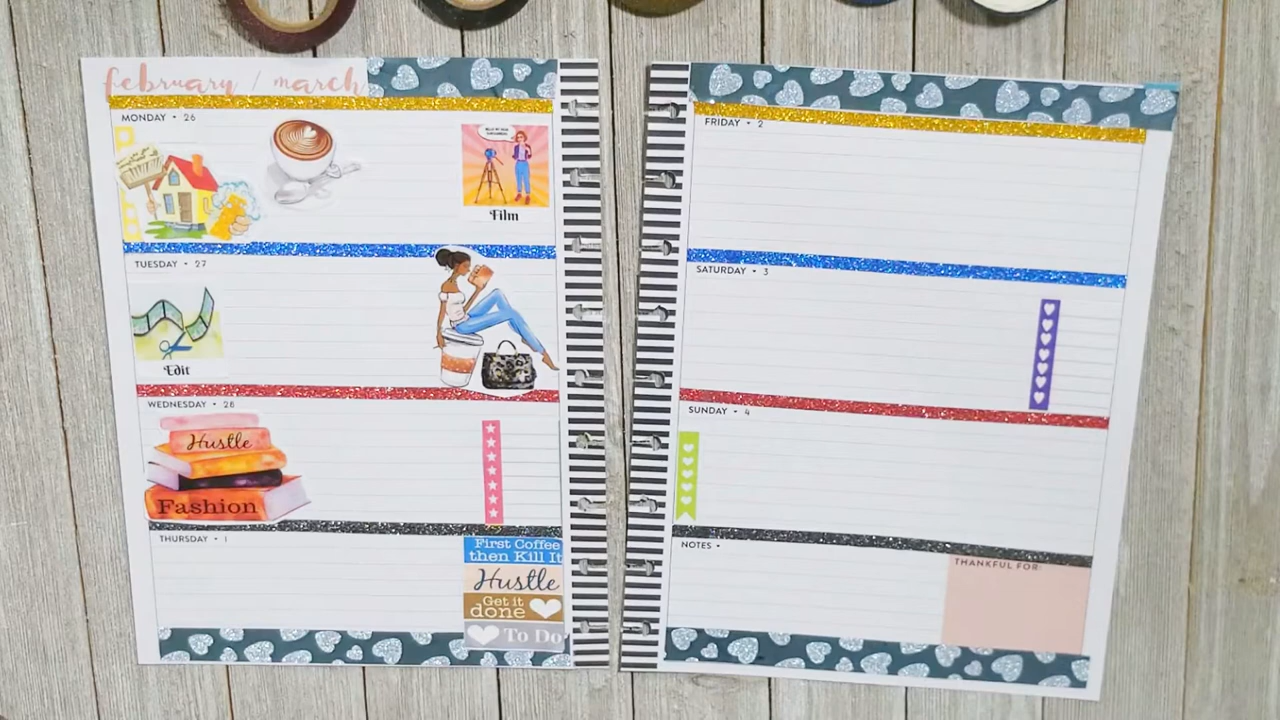 february / march
MONDAY • 26
Film
TUESDAY • 27
Edit
WEDNESDAY • 28
Hustle
Fashion
THURSDAY • 1
First Coffee
then Kill It
Hustle
Get it
done
To Do
FRIDAY • 2
SATURDAY • 3
SUNDAY • 4
NOTES •
THANKFUL FOR: